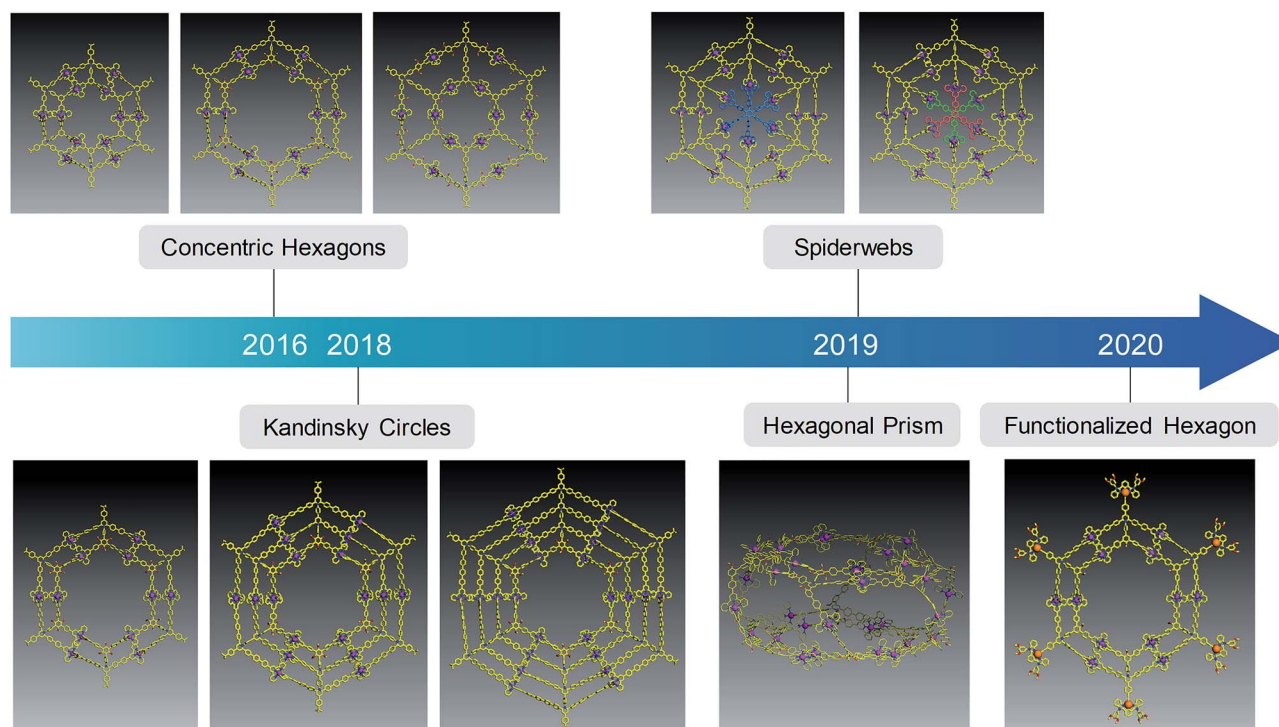 Concentric Hexagons
Spiderwebs
2016 2018 2019 2020
Kandinsky Circles
Hexagonal Prism
Functionalized Hexagon